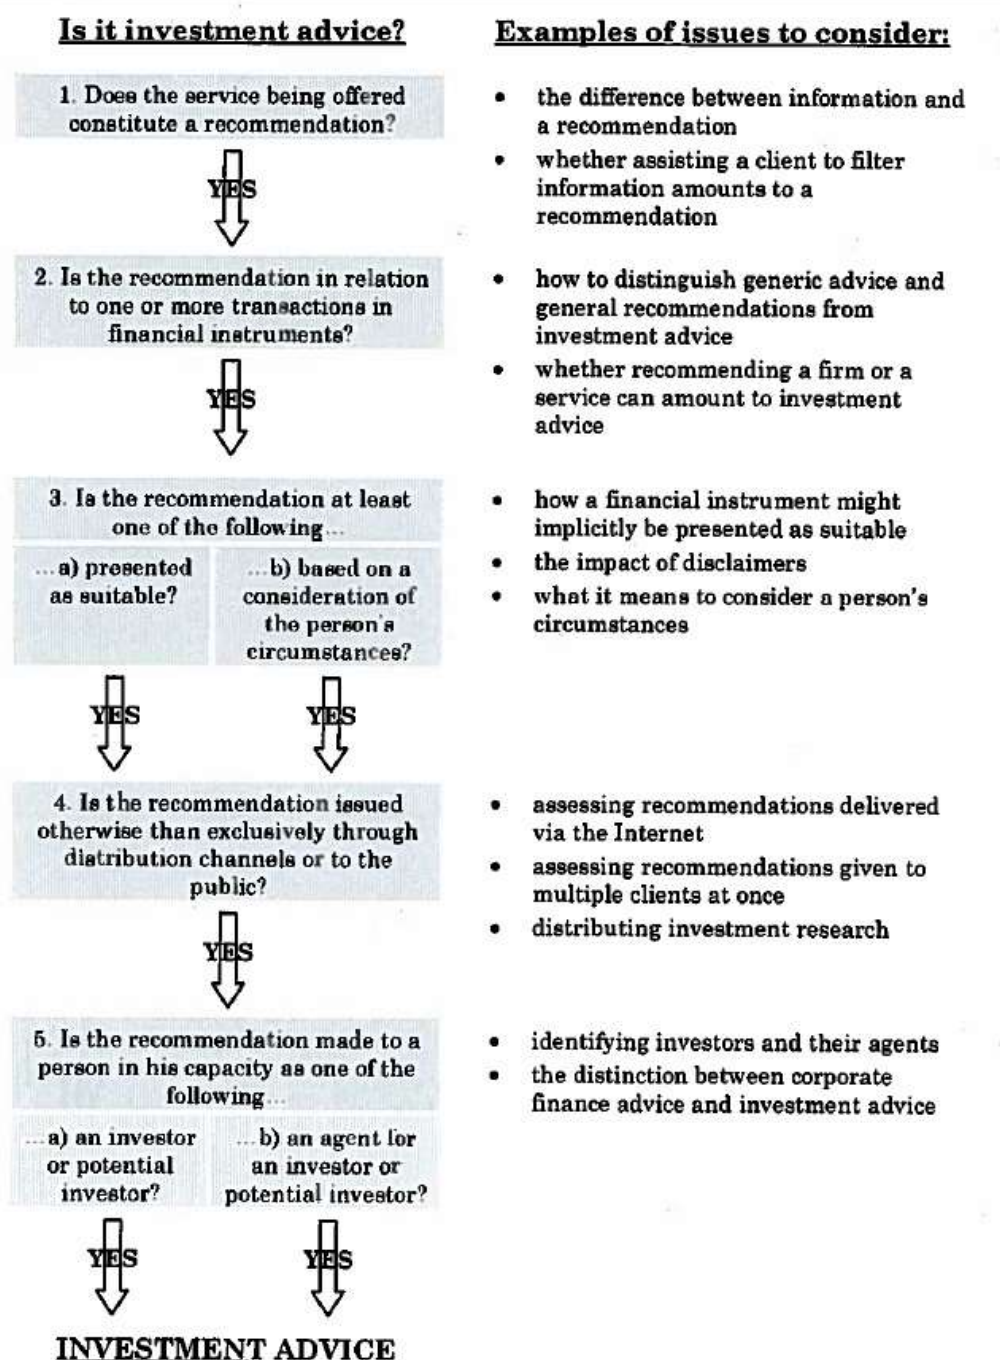 Is it investment advice?
Examples of issues to consider:
1. Does the service being offered
constitute a recommendation?
• the difference between information and
a recommendation
• whether assisting a client to filter
information amounts to a
recommendation
YES
2. Is the recommendation in relation
to one or more transactions in
financial instruments?
• how to distinguish generic advice and
general recommendations from
investment advice
• whether recommending a firm or a
service can amount to investment
advice
YES
3. Is the recommendation at least
one of the following...
...a) presented
as suitable?
...b) based on a
consideration of
the person's
circumstances?
• how a financial instrument might
implicitly be presented as suitable
• the impact of disclaimers
• what it means to consider a person's
circumstances
YES
YES
4. Is the recommendation issued
otherwise than exclusively through
distribution channels or to the
public?
• assessing recommendations delivered
via the Internet
• assessing recommendations given to
multiple clients at once
• distributing investment research
YES
5. Is the recommendation made to a
person in his capacity as one of the
following...
...a) an investor
or potential
investor?
...b) an agent for
an investor or
potential investor?
• identifying investors and their agents
• the distinction between corporate
finance advice and investment advice
YES
YES
INVESTMENT ADVICE